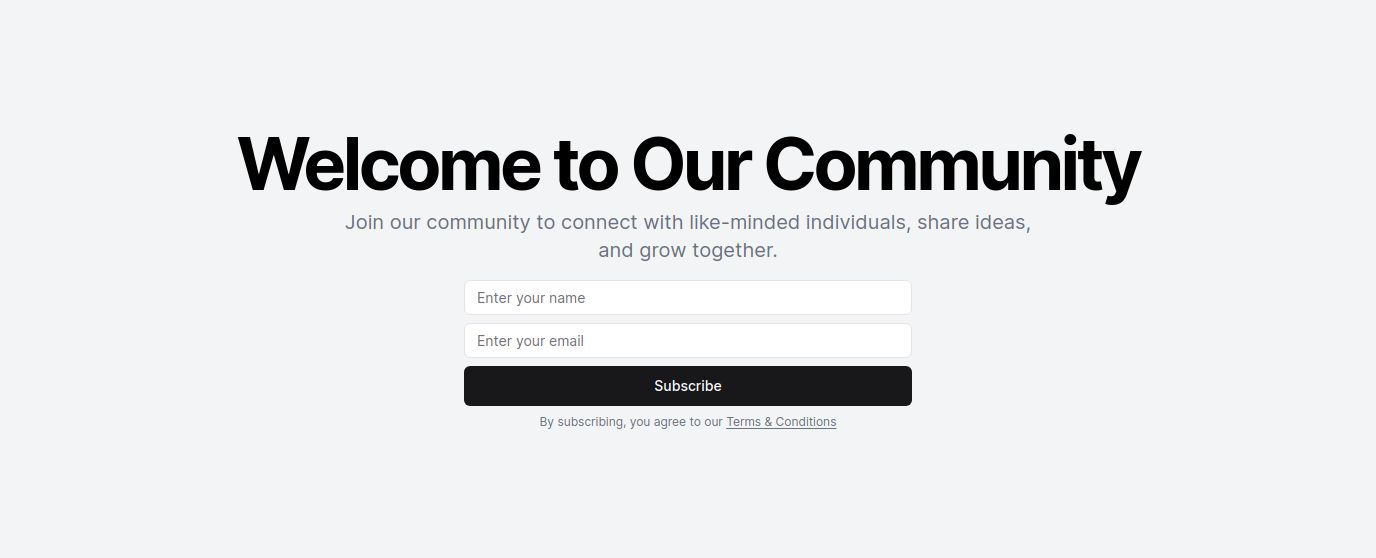 Welcome to Our Community
Join our community to connect with like-minded individuals, share ideas,
and grow together.
Enter your name
Enter your email
Subscribe
By subscribing, you agree to our Terms & Conditions